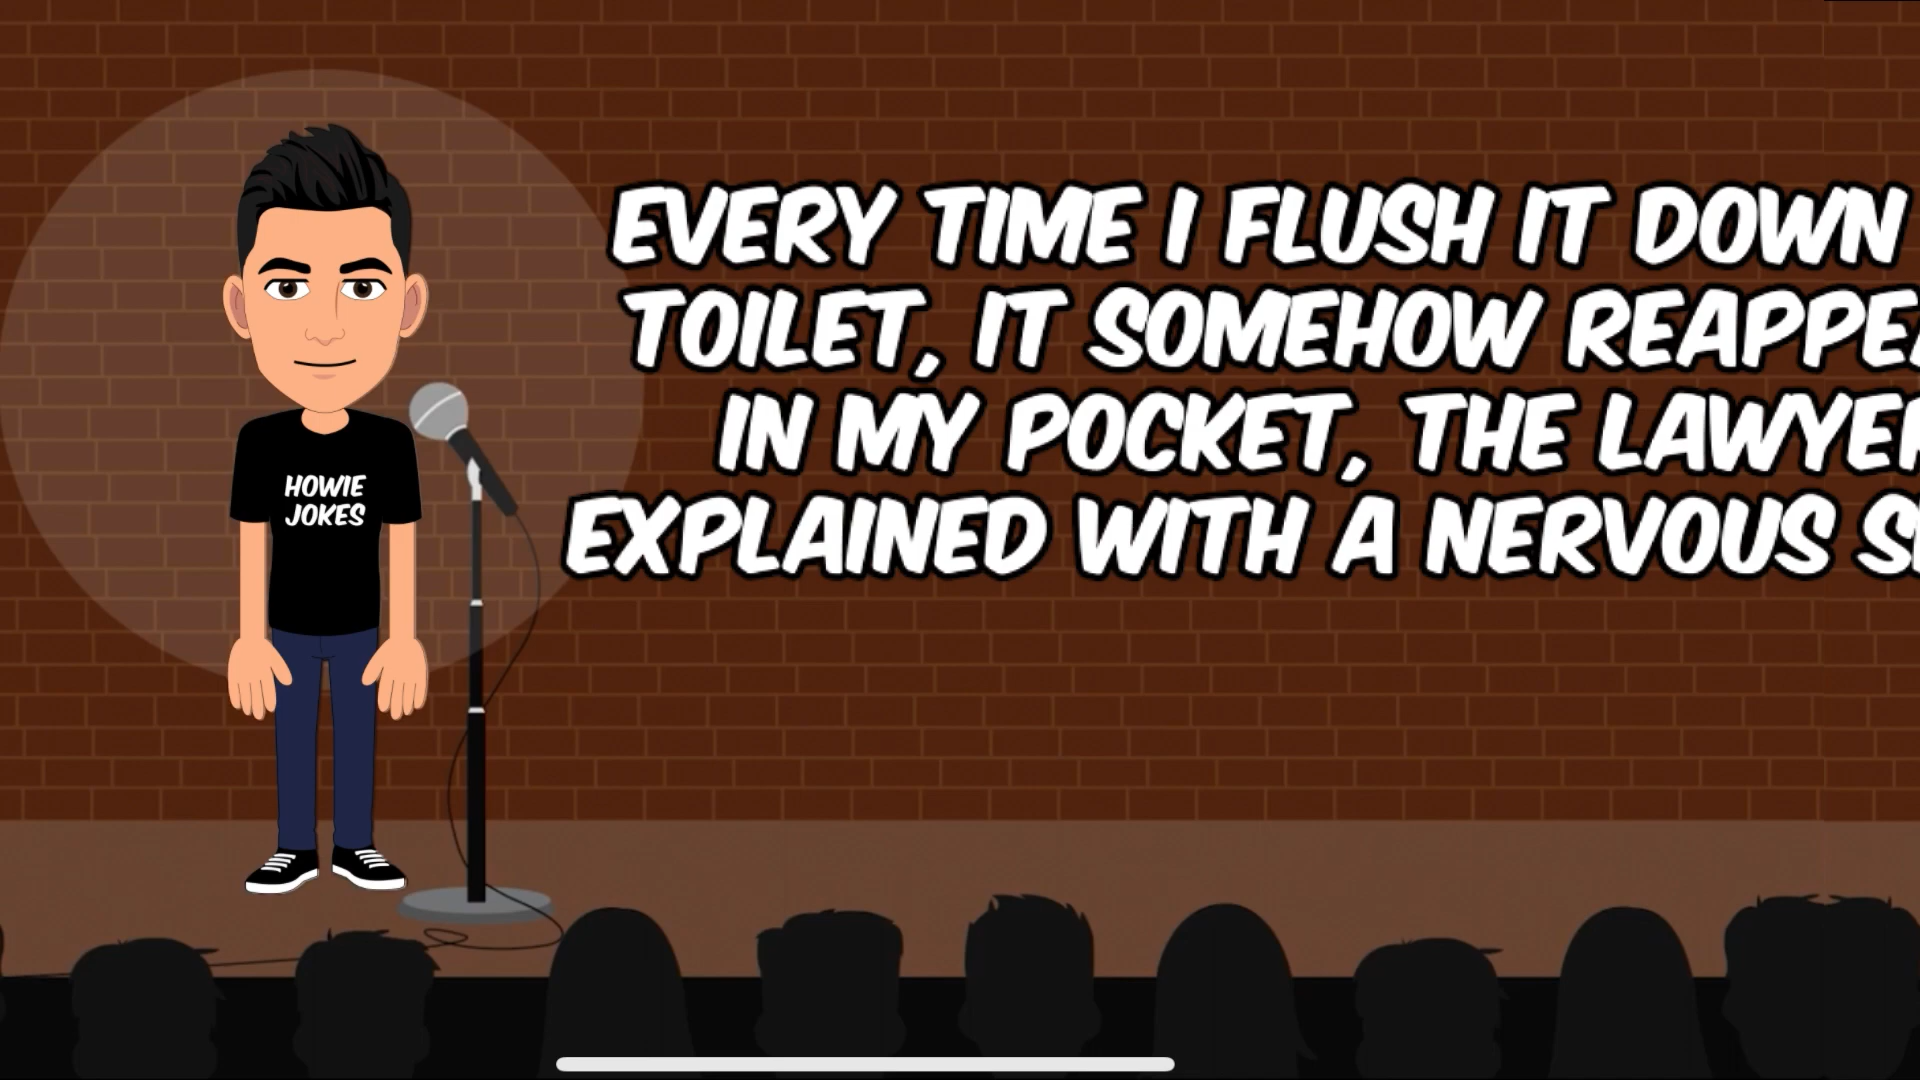 HOWIE
JOKES
EVERY TIME I FLUSH IT DOWN
TOILET, IT SOMEHOW
IN MY POCKET, THE
EXPLAINED WITH A NERVOUS